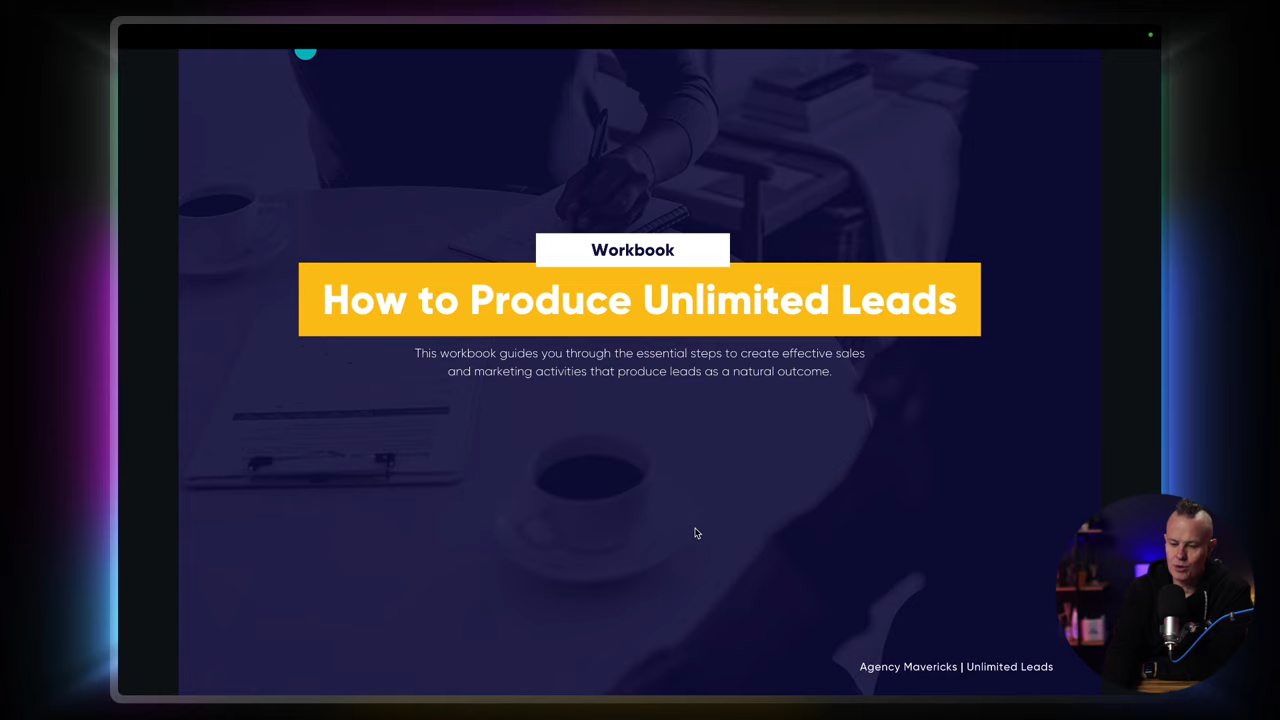 Workbook
How to Produce Unlimited Leads
This workbook guides you through the essential steps to create effective sales
and marketing activities that produce leads as a natural outcome.
Agency Mavericks | Unlimited Leads